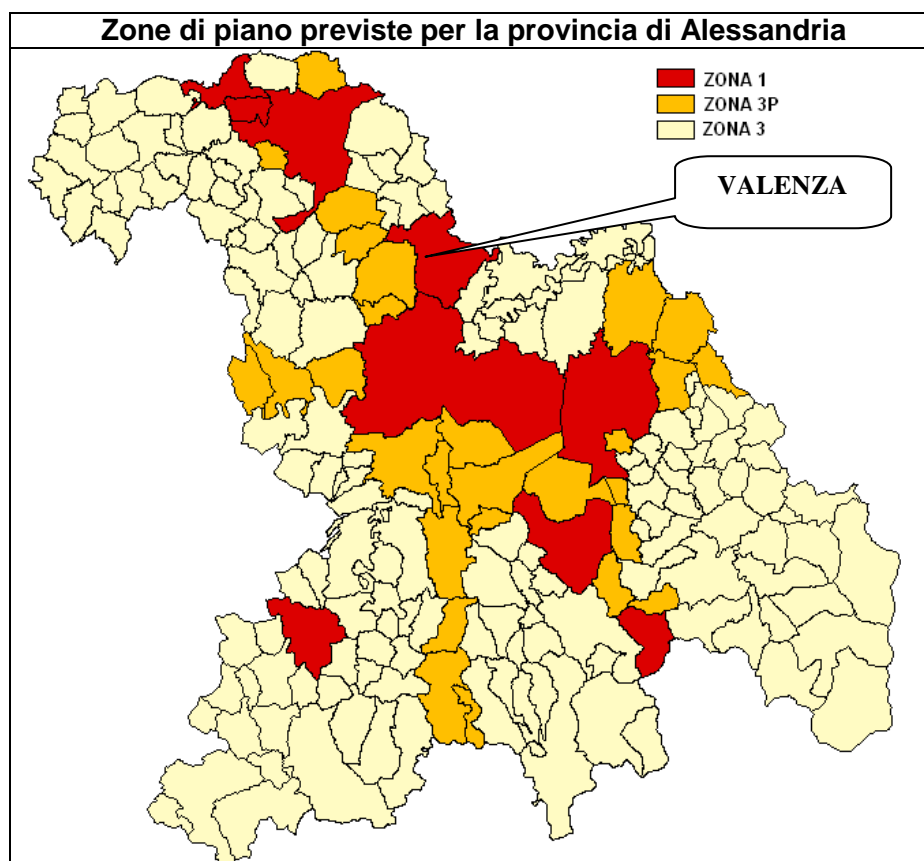 Zone di piano previste per la provincia di Alessandria
ZONA 1
ZONA 3P
ZONA 3
VALENZA